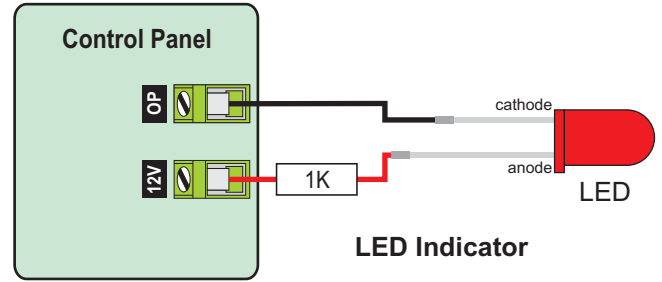 Control Panel
OP
cathode
12V
1K
anode
LED
LED Indicator